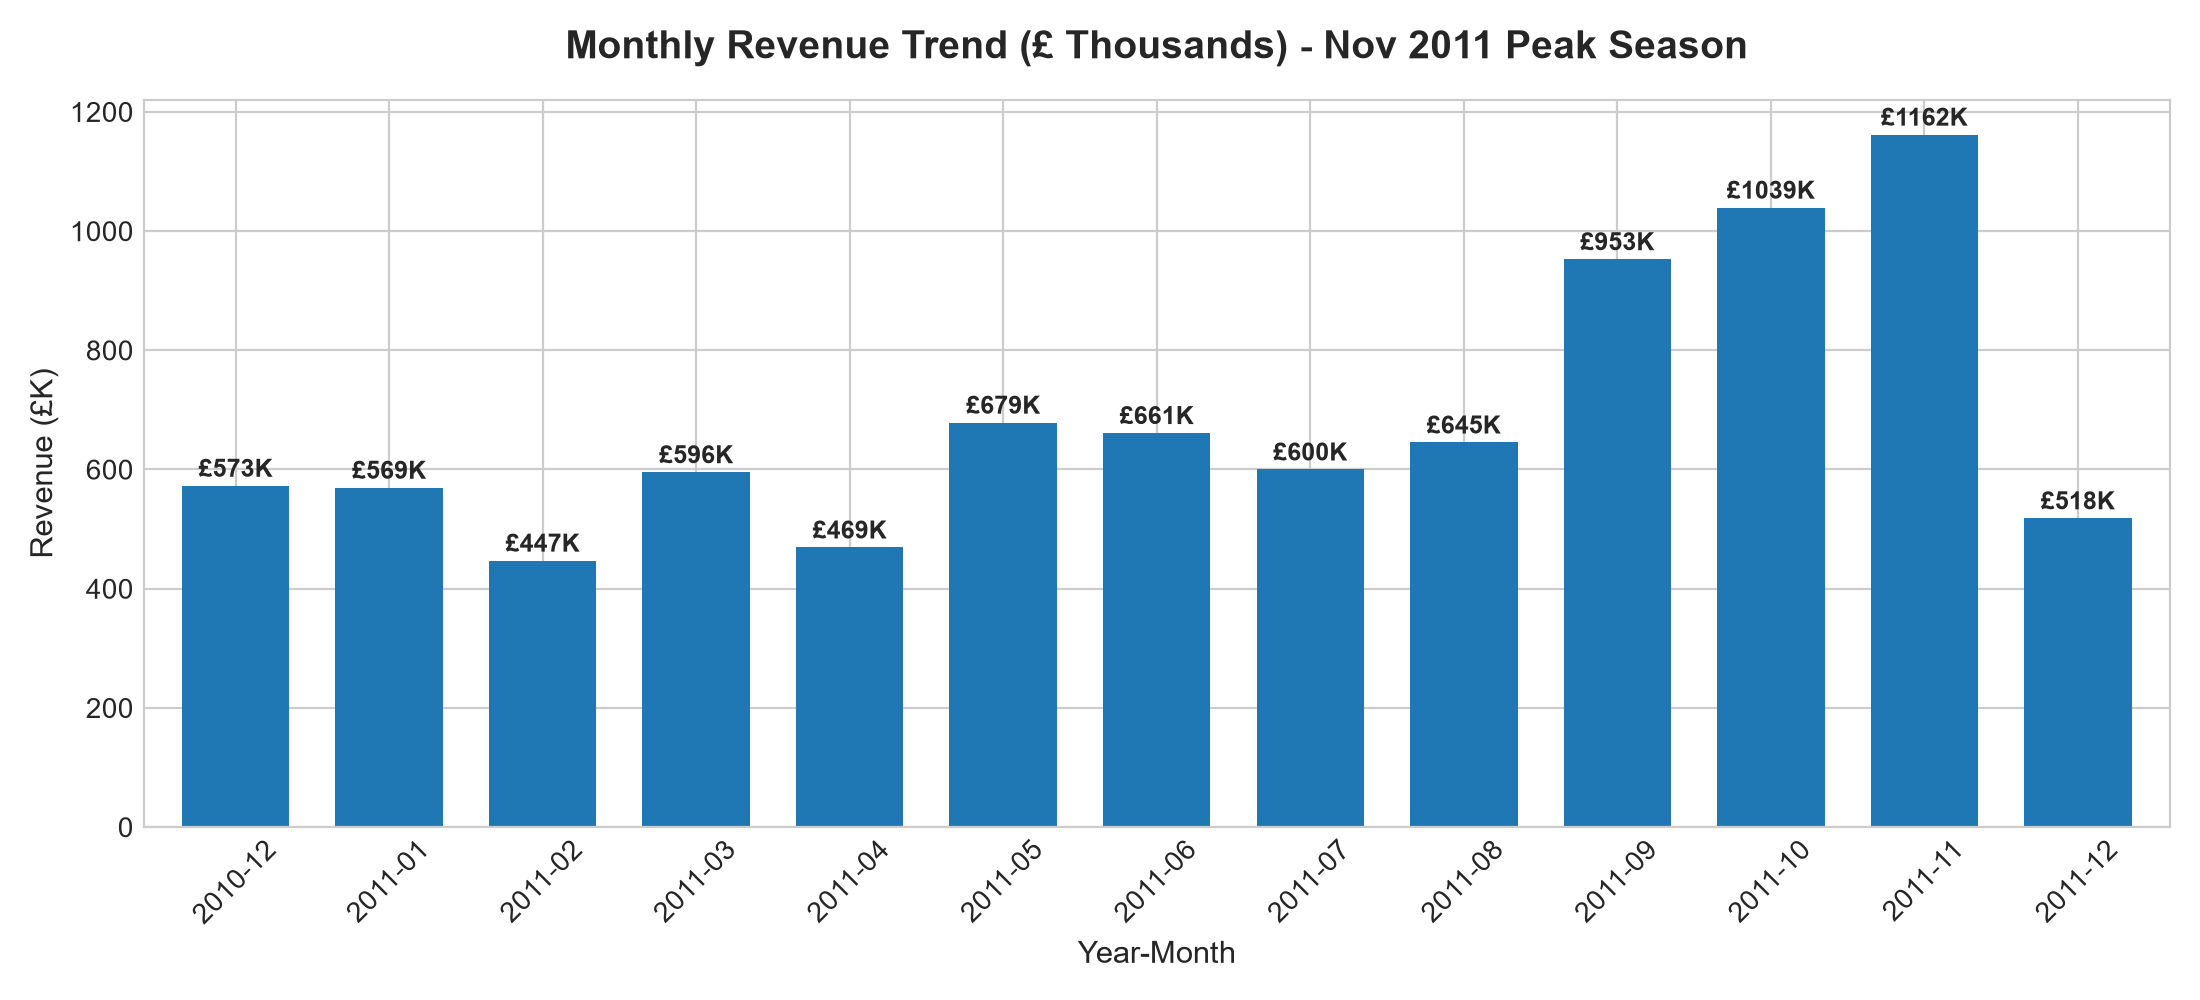 Monthly Revenue Trend (£ Thousands) - Nov 2011 Peak Season
Revenue (£K)
1200
1000
800
600
400
200
0
£573K
£569K
£447K
£596K
£469K
£679K
£661K
£600K
£645K
£953K
£1039K
£1162K
£518K
2010-12
2011-01
2011-02
2011-03
2011-04
2011-05
2011-06
2011-07
2011-08
2011-09
2011-10
2011-11
2011-12
Year-Month